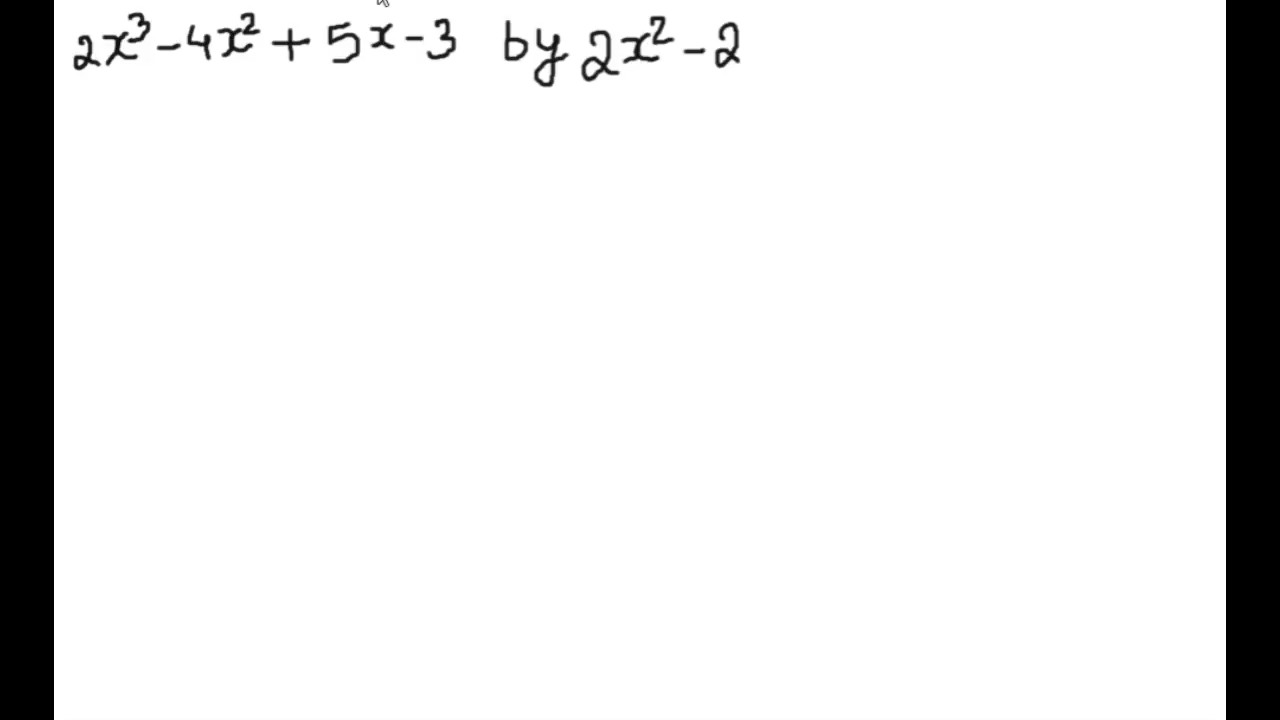 2x³ - 4x² + 5x - 3 by 2x² - 2